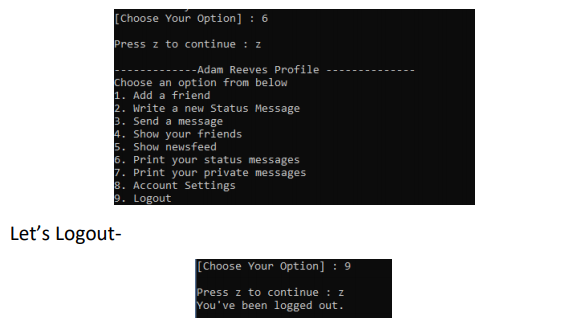 [Choose Your Option] : 6
Press z to continue : z
-------------Adam Reeves Profile --------------
Choose an option from below
1. Add a friend
2. Write a new Status Message
3. Send a message
4. Show your friends
5. Show newsfeed
6. Print your status messages
7. Print your private messages
8. Account Settings
9. Logout
Let’s Logout-
[Choose Your Option] : 9
Press z to continue : z
You've been logged out.